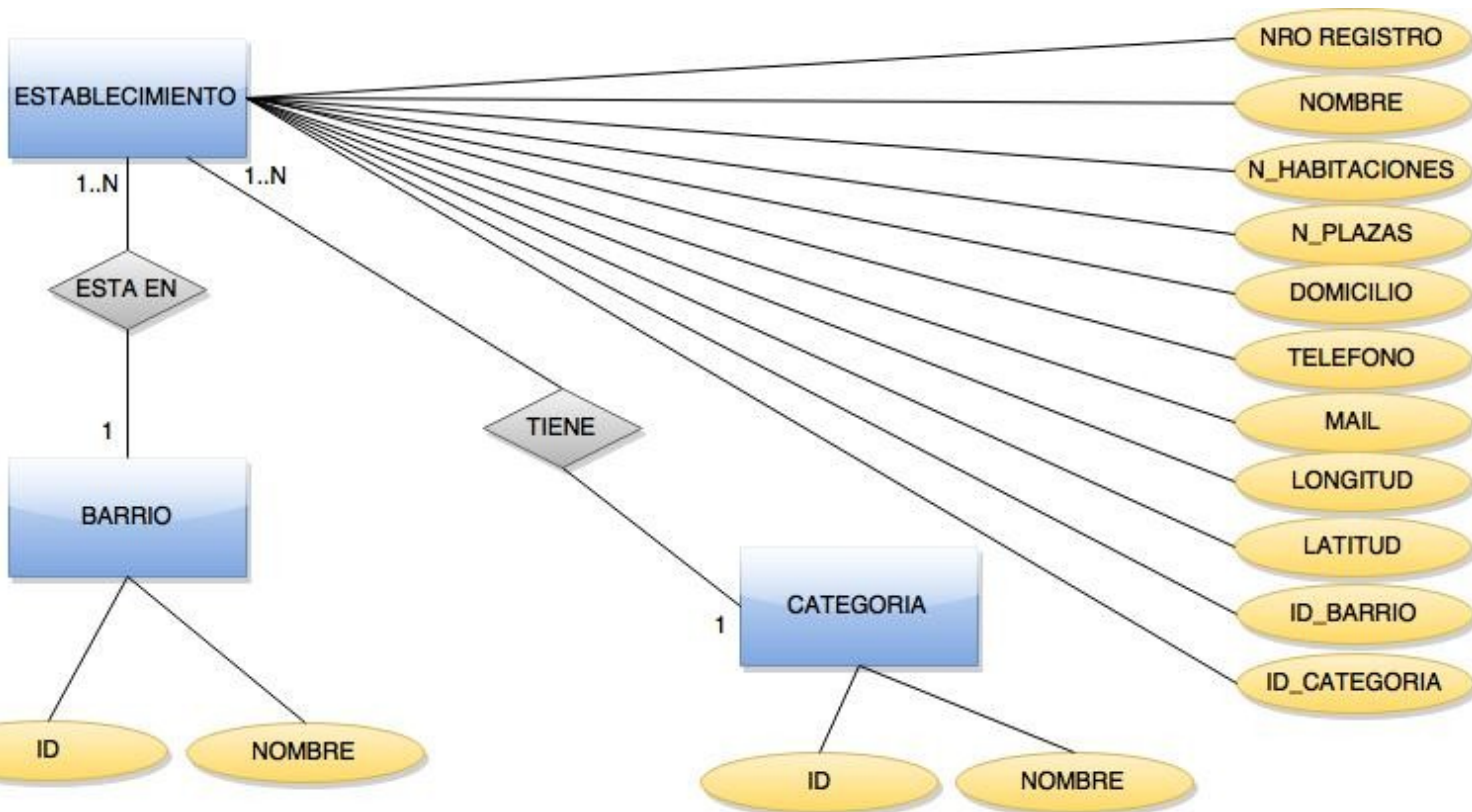 NRO REGISTRO
ESTABLECIMIENTO
NOMBRE
1..N
1..N
N_HABITACIONES
N_PLAZAS
ESTA EN
DOMICILIO
TELEFONO
1
TIENE
MAIL
LONGITUD
BARRIO
LATITUD
CATEGORIA
1
ID_BARRIO
ID_CATEGORIA
ID
NOMBRE
ID
NOMBRE